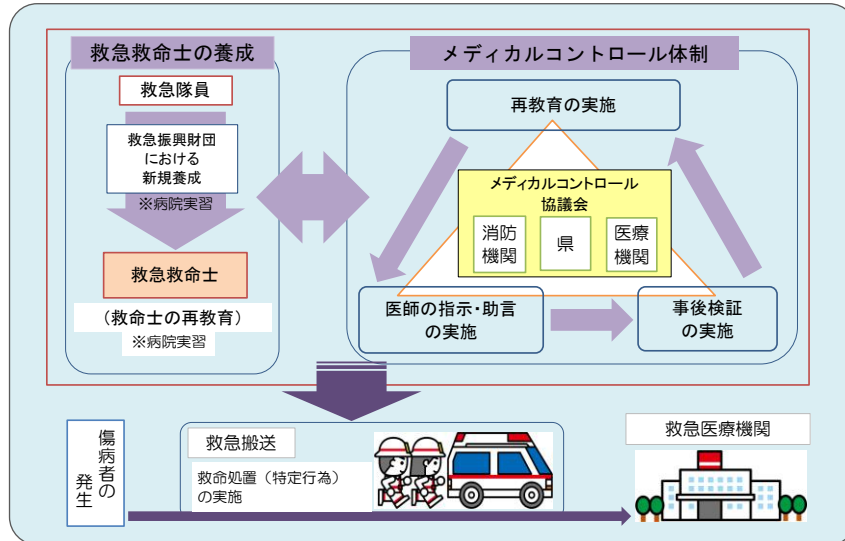 救急救命士の養成
救急隊員
救急振興財団
における
新規養成
※病院実習
救急救命士
（救命士の再教育）
※病院実習
メディカルコントロール体制
再教育の実施
メディカルコントロール
協議会
消防
機関
県
医療
機関
医師の指示・助言
の実施
事後検証
の実施
傷病者の
発生
救急搬送
救命処置（特定行為）
の実施
救急医療機関